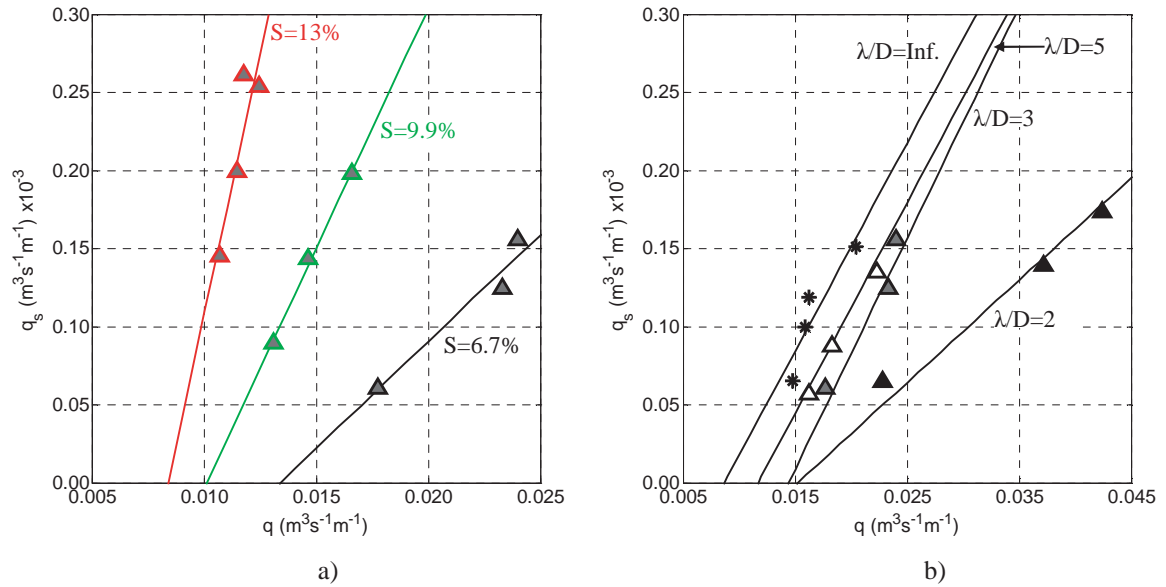 0.30
0.25
0.20
0.15
0.10
0.05
0.00
qs (m³s⁻¹m⁻¹) x10⁻³
S=13%
S=9.9%
S=6.7%
0.005
0.010
0.015
0.020
0.025
q (m³s⁻¹m⁻¹)
a)
0.30
0.25
0.20
0.15
0.10
0.05
0.00
qs (m³s⁻¹m⁻¹) x10⁻³
λ/D=Inf.
λ/D=5
λ/D=3
λ/D=2
0.005
0.015
0.025
0.035
0.045
q (m³s⁻¹m⁻¹)
b)